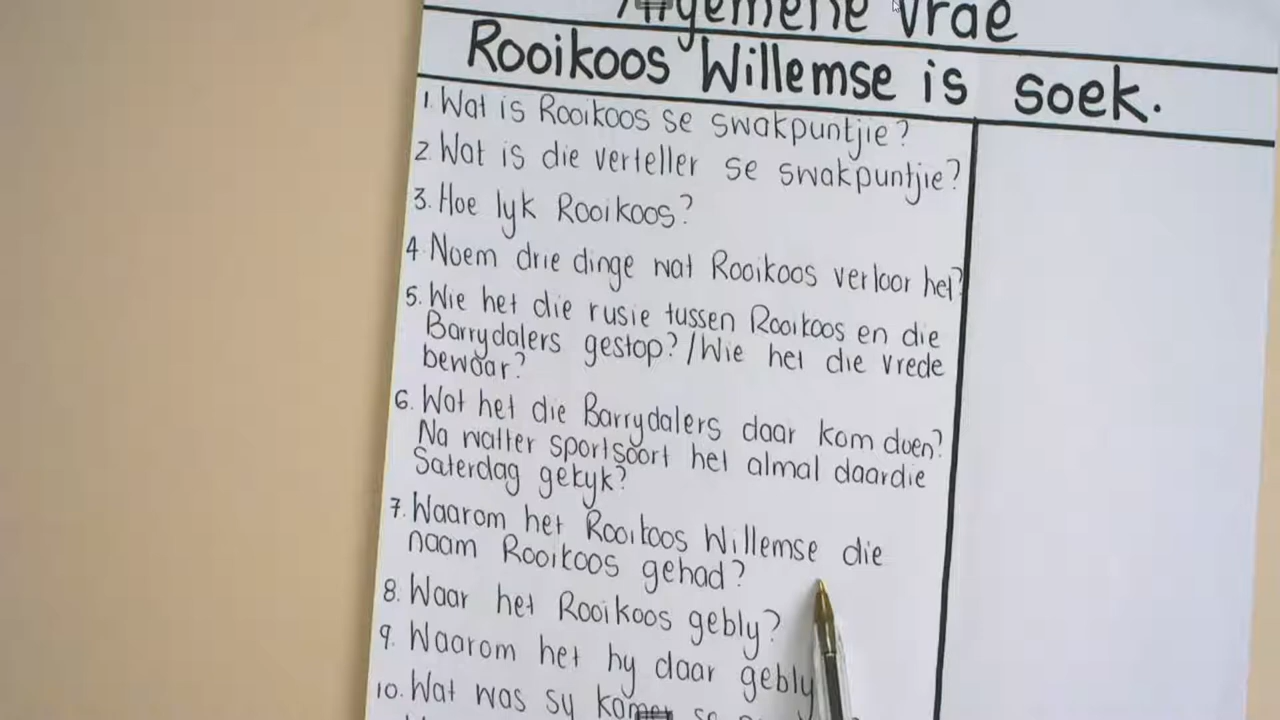 Algemene Vrae
Rooikoos Willemse is soek.
1. Wat is Rooikoos se swakpuntjie?
2. Wat is die verteller se swakpuntjie?
3. Hoe lyk Rooikoos?
4. Noem drie dinge wat Rooikoos verloor het?
5. Wie het die rusie tussen Rooikoos en die
Barrydalers gestop? / Wie het die vrede
bewaar?
6. Wat het die Barrydalers daar kom doen?
Na watter sportsoort het almal daardie
Saterdag gekyk?
7. Waarom het Rooikoos Willemse die
naam Rooikoos gehad?
8. Waar het Rooikoos gebly?
9. Waarom het hy daar gebly
10. Wat was sy kamer se